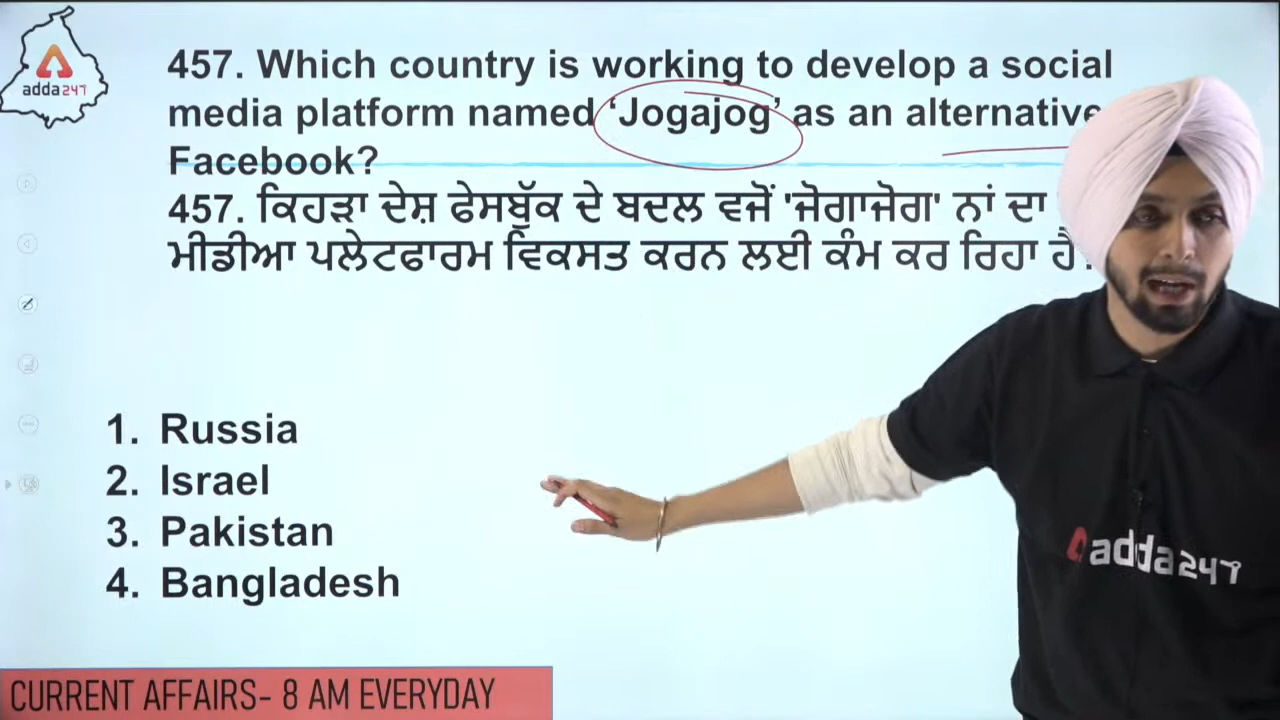 adda247
457. Which country is working to develop a social
media platform named ‘Jogajog’ as an alternative
Facebook?
457. ਕਿਹੜਾ ਦੇਸ਼ ਫੇਸਬੁੱਕ ਦੇ ਬਦਲ ਵਜੋਂ 'ਜੋਗਾਜੋਗ' ਨਾਂ ਦਾ
ਮੀਡੀਆ ਪਲੇਟਫਾਰਮ ਵਿਕਸਤ ਕਰਨ ਲਈ ਕੰਮ ਕਰ ਰਿਹਾ ਹੈ?
1. Russia
2. Israel
3. Pakistan
4. Bangladesh
adda247
CURRENT AFFAIRS- 8 AM EVERYDAY